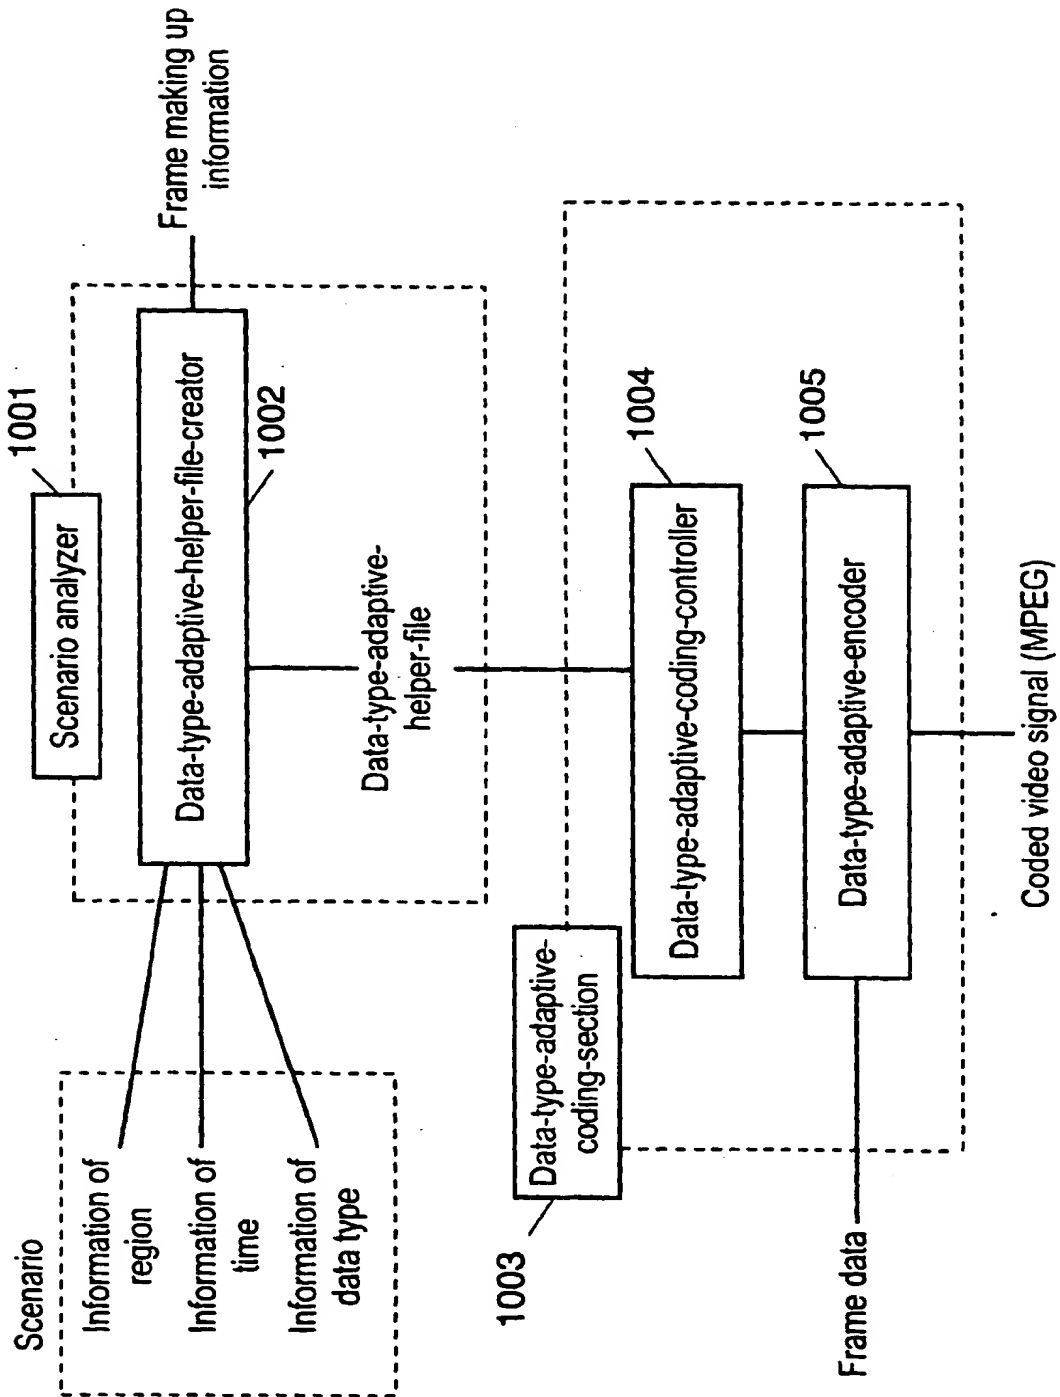 Scenario
Information of
region
Information of
time
Information of
data type
Scenario analyzer
1001
Data-type-adaptive-helper-file-creator
1002
Frame making up
information
Data-type-adaptive-
helper-file
1003
Data-type-adaptive-
coding-section
Data-type-adaptive-coding-controller
1004
Data-type-adaptive-encoder
1005
Frame data
Coded video signal (MPEG)